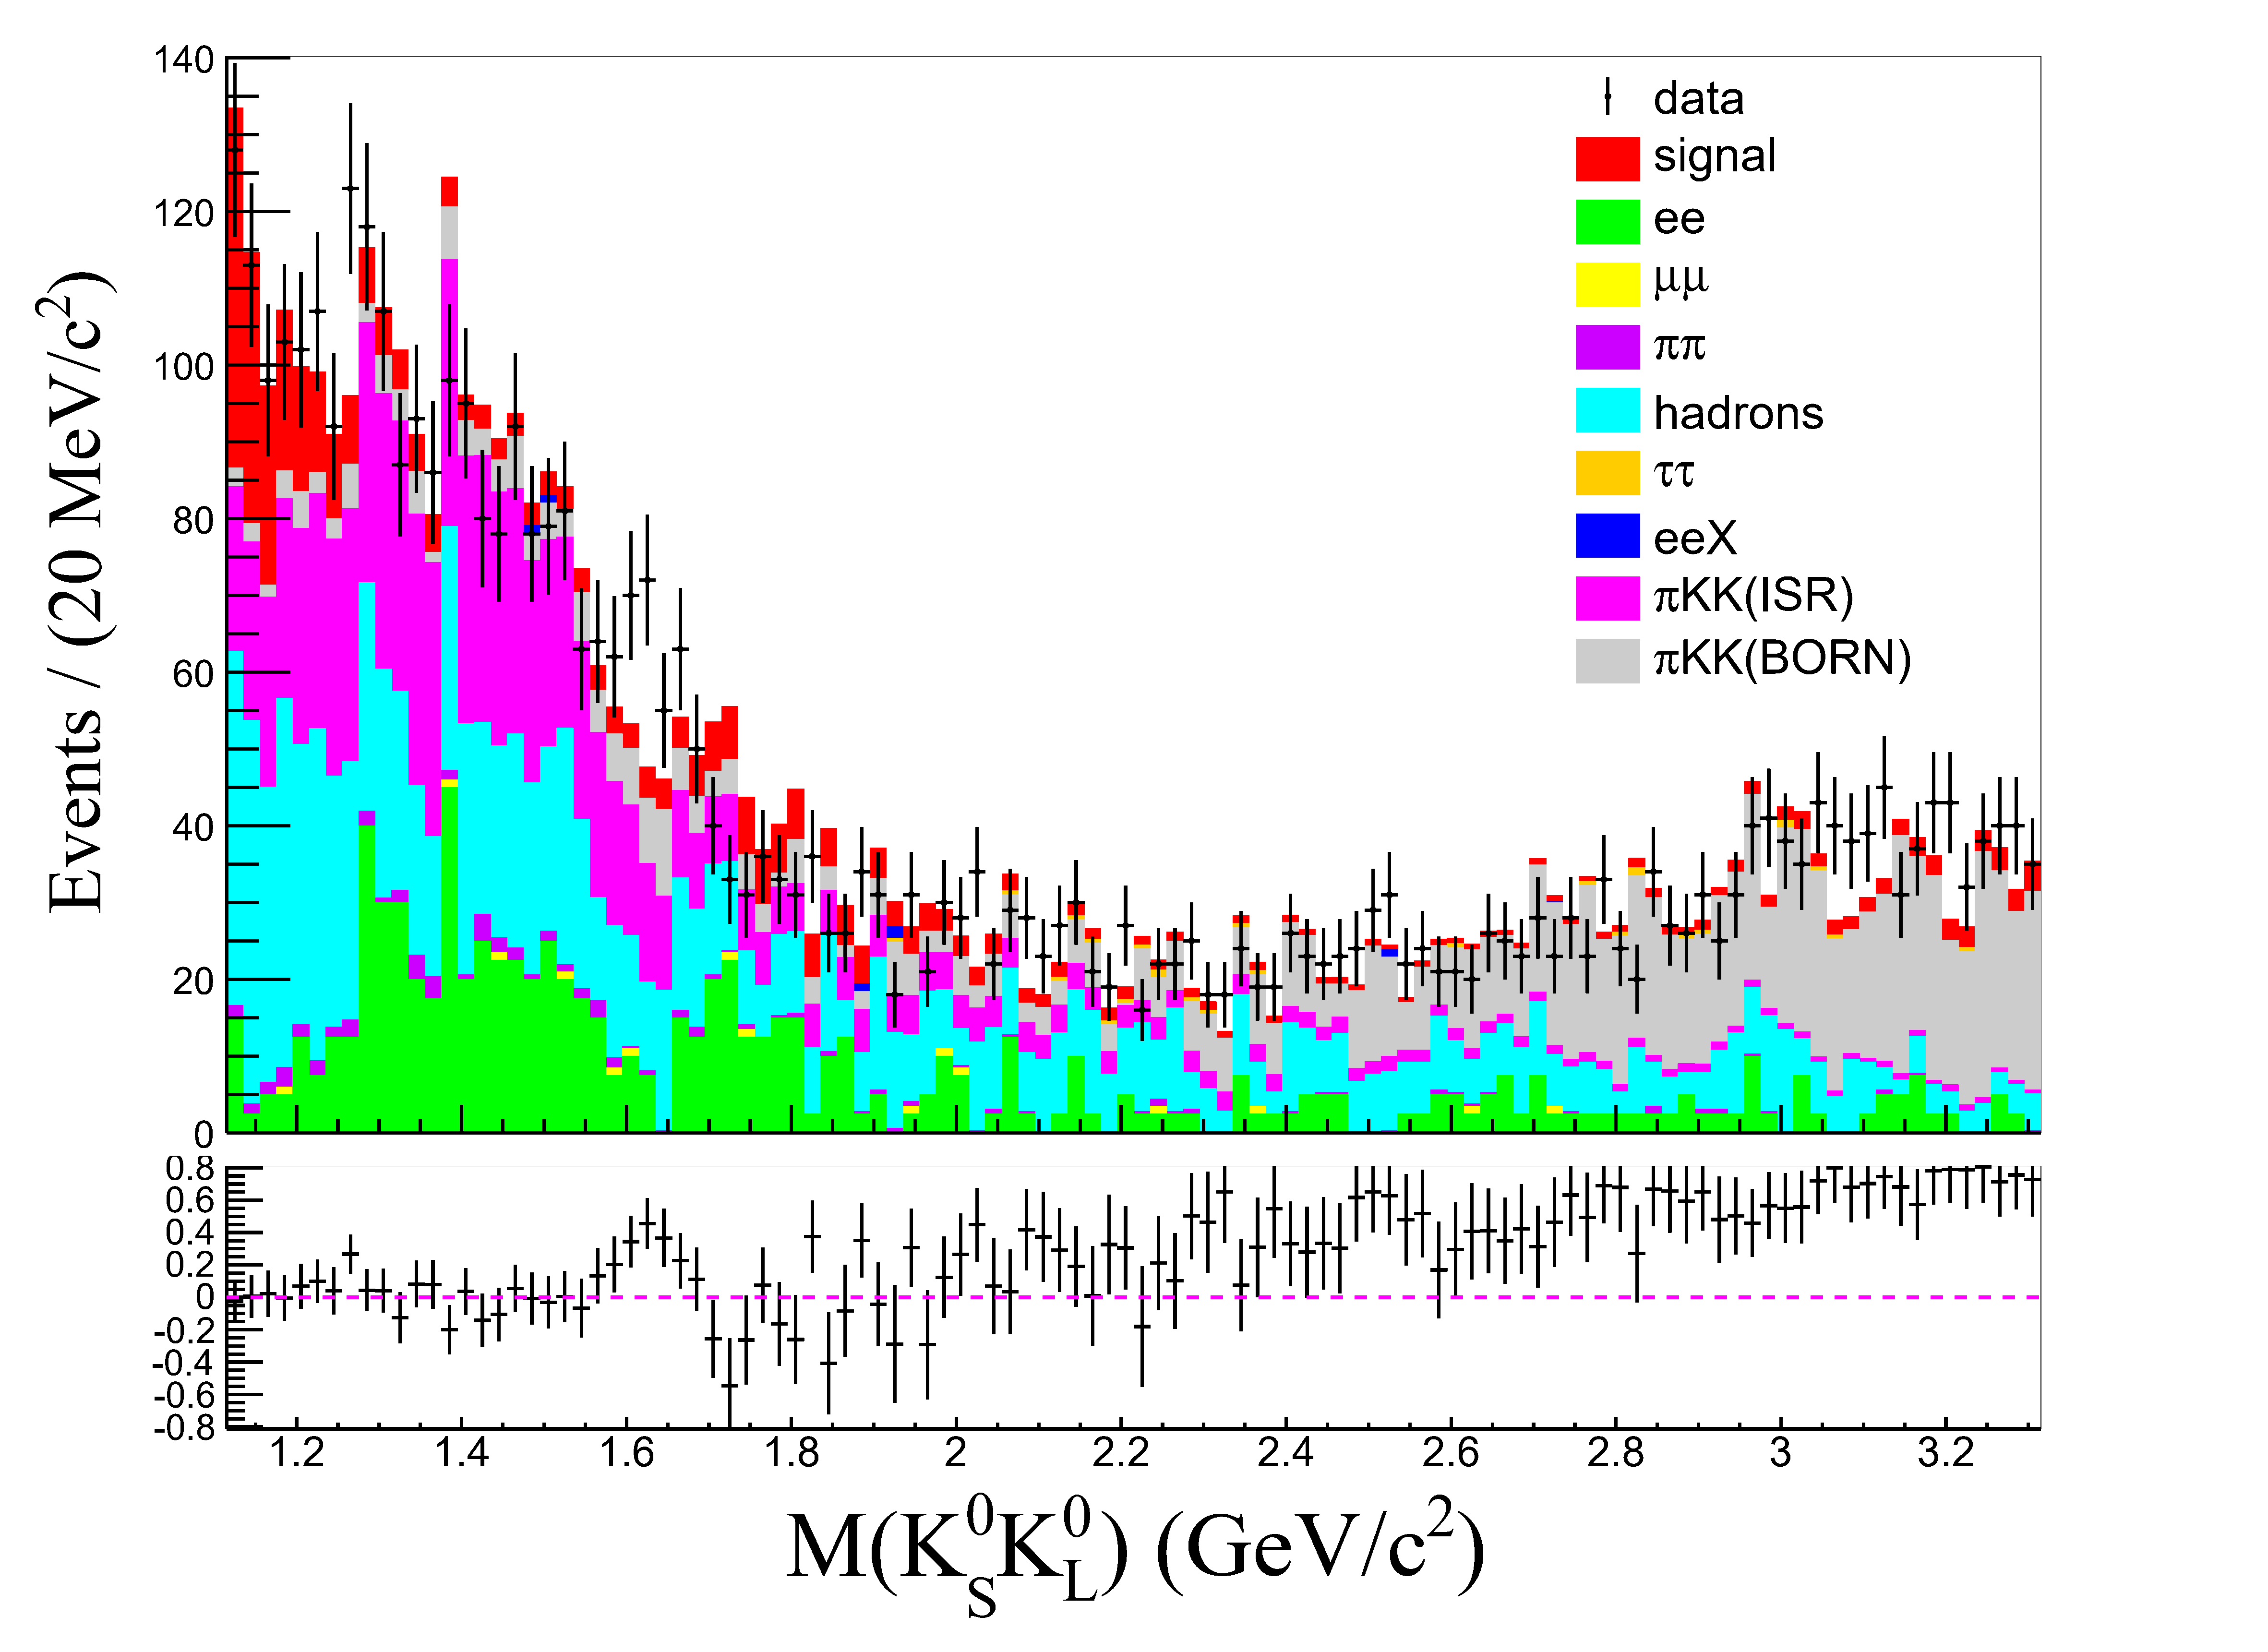 140
120
100
80
60
40
20
0
Events / (20 MeV/c²)
data
signal
ee
μμ
ππ
hadrons
ττ
eeX
πKK(ISR)
πKK(BORN)
0.8
0.6
0.4
0.2
0
-0.2
-0.4
-0.6
-0.8
1.2 1.4 1.6 1.8 2 2.2 2.4 2.6 2.8 3 3.2
M(K⁰_S K⁰_L) (GeV/c²)